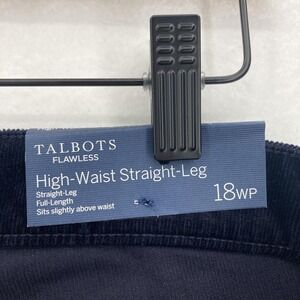 TALBOTS
FLAWLESS
High-Waist Straight-Leg
Straight-Leg
Full-Length
Sits slightly above waist
18WP